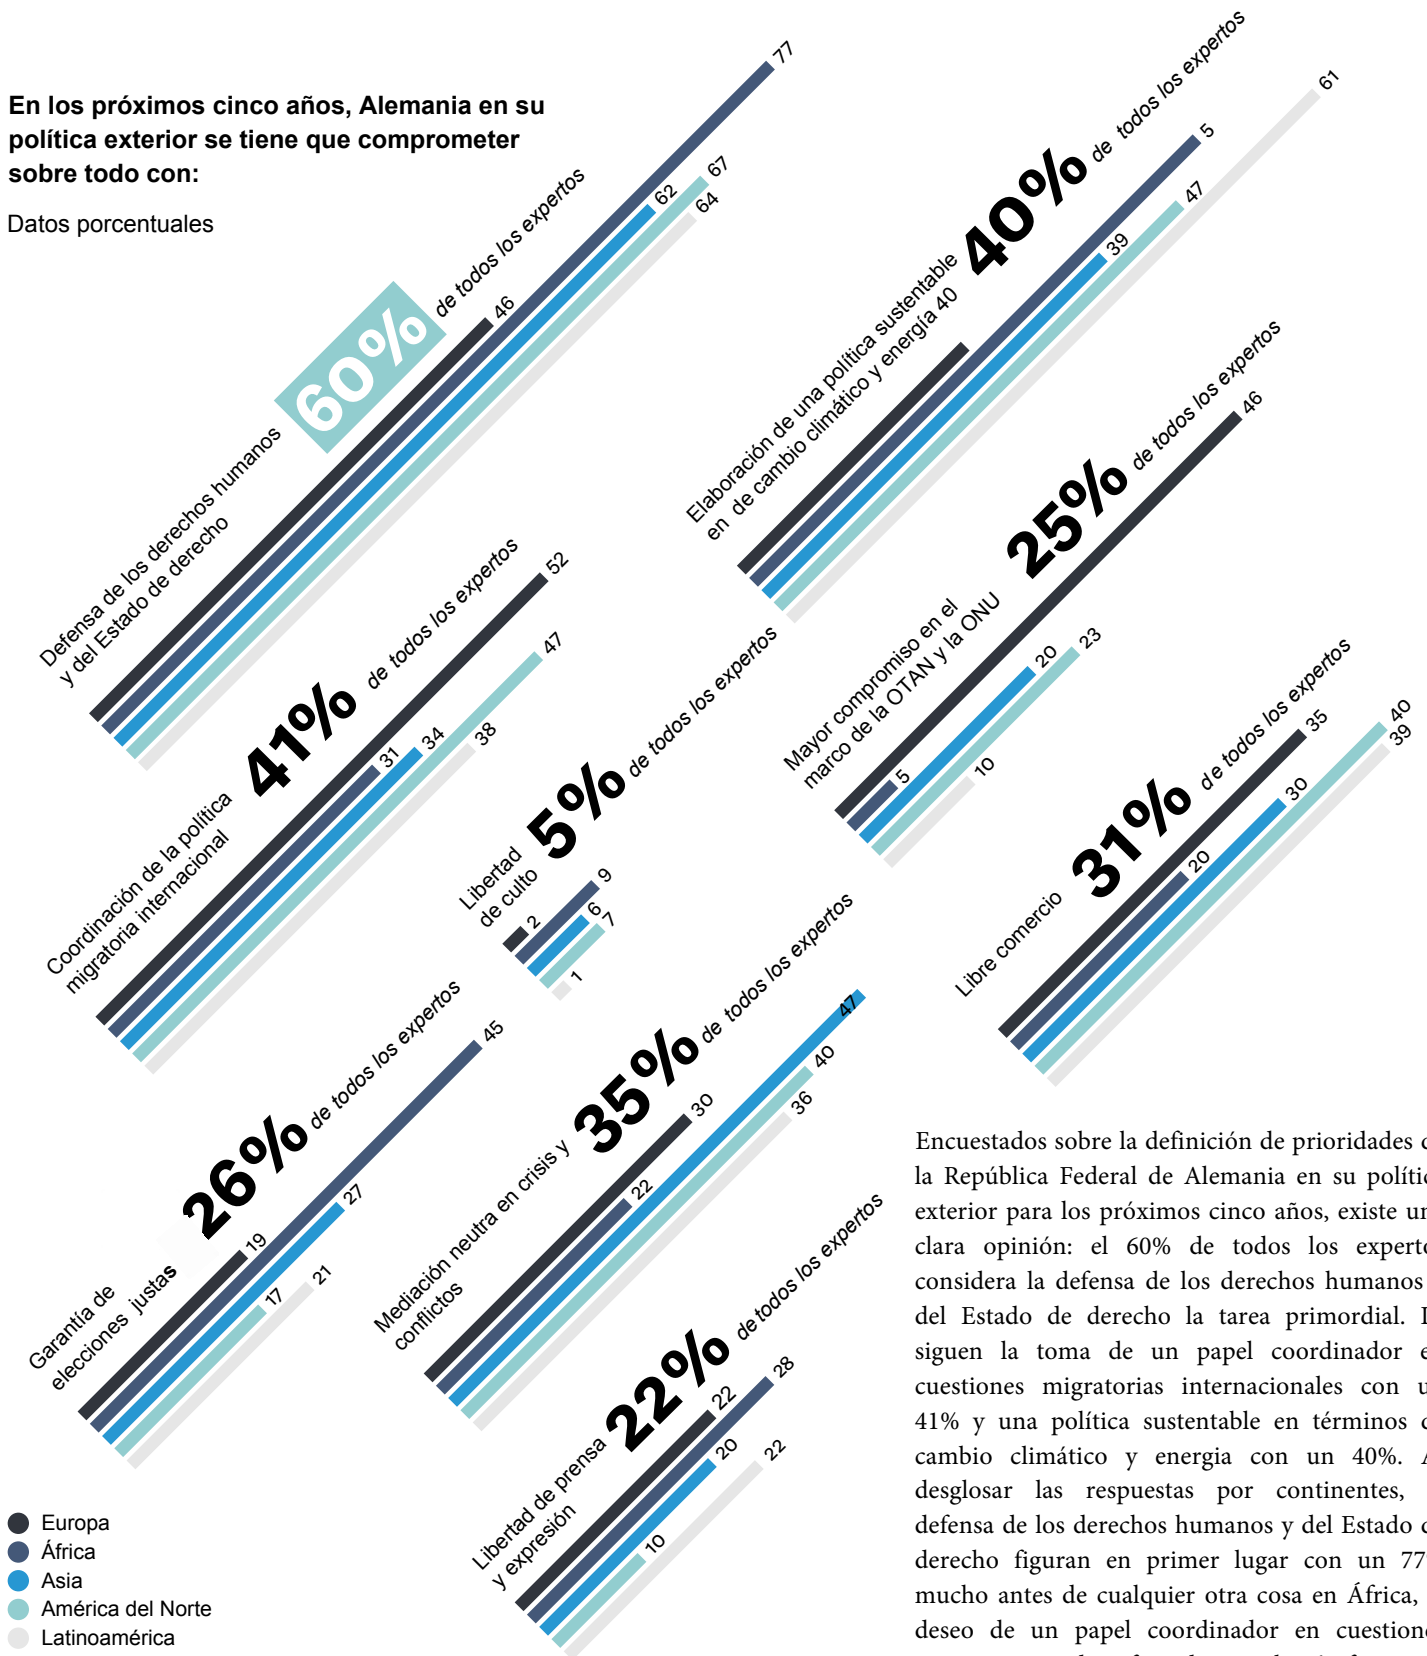 En los próximos cinco años, Alemania en su
política exterior se tiene que comprometer
sobre todo con:
Datos porcentuales
Defensa de los derechos humanos
y del Estado de derecho
60%
de todos los expertos
46
77
62
67
64
Elaboración de una política sustentable
en de cambio climático y energía 40
40%
de todos los expertos
5
39
47
61
Coordinación de la política
migratoria internacional
41%
de todos los expertos
52
31
34
47
38
Mayor compromiso en el
marco de la OTAN y la ONU
25%
de todos los expertos
46
5
20
23
10
Libertad
de culto
5%
de todos los expertos
2
9
6
7
1
Libre comercio
31%
de todos los expertos
35
20
30
40
39
Garantía de
elecciones justas
26%
de todos los expertos
19
45
27
17
21
Mediación neutra en crisis y
conflictos
35%
de todos los expertos
30
22
47
40
36
Libertad de prensa
y expresión
22%
de todos los expertos
22
28
20
10
22
Europa
África
Asia
América del Norte
Latinoamérica
Encuestados sobre la definición de prioridades
la República Federal de Alemania en su
exterior para los próximos cinco años, existe
clara opinión: el 60% de todos los
considera la defensa de los derechos humanos
del Estado de derecho la tarea primordial.
siguen la toma de un papel coordinador
cuestiones migratorias internacionales con
41% y una política sustentable en términos
cambio climático y energia con un 40%.
desglosar las respuestas por continentes,
defensa de los derechos humanos y del Estado
derecho figuran en primer lugar con un 77
mucho antes de cualquier otra cosa en África,
deseo de un papel coordinador en